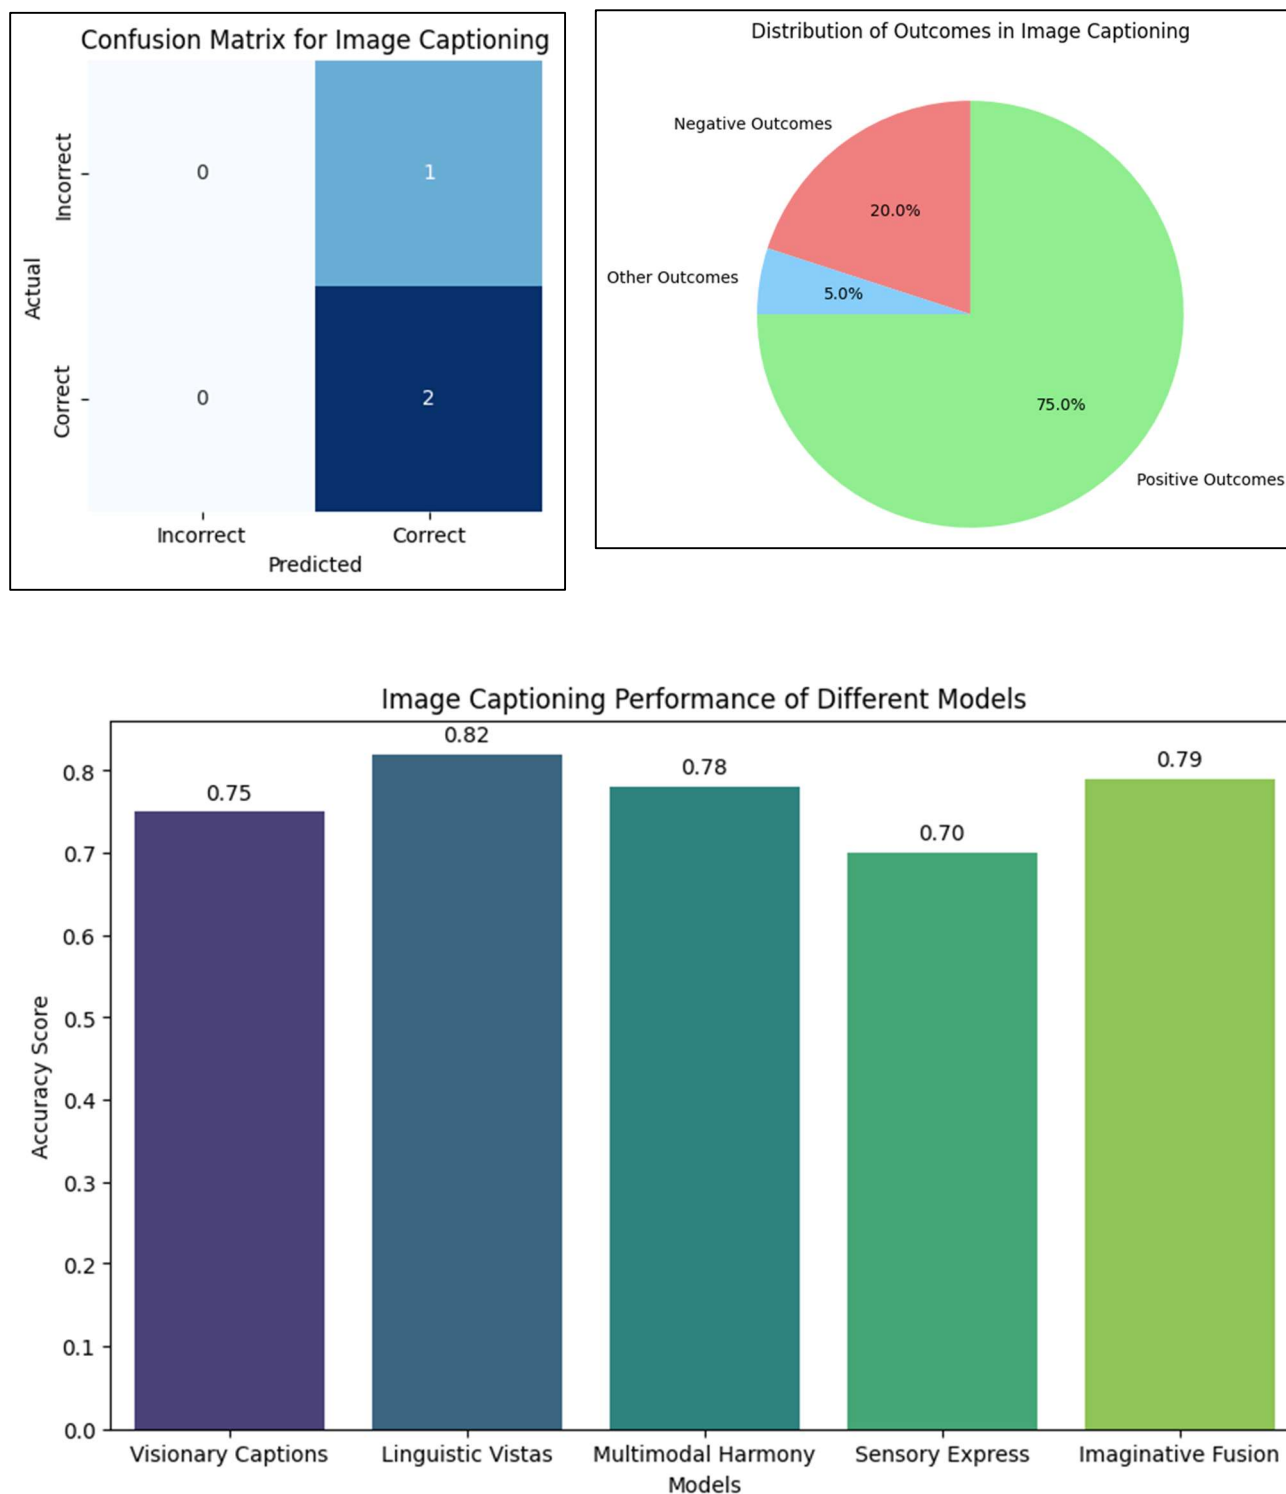 Confusion Matrix for Image Captioning
Actual
Incorrect
0
1
Correct
0
2
Incorrect
Correct
Predicted
Distribution of Outcomes in Image Captioning
Negative Outcomes
20.0%
Other Outcomes
5.0%
75.0%
Positive Outcomes
Image Captioning Performance of Different Models
Accuracy Score
0.8
0.7
0.6
0.5
0.4
0.3
0.2
0.1
0.0
0.75
0.82
0.78
0.70
0.79
Visionary Captions
Linguistic Vistas
Multimodal Harmony
Sensory Express
Imaginative Fusion
Models